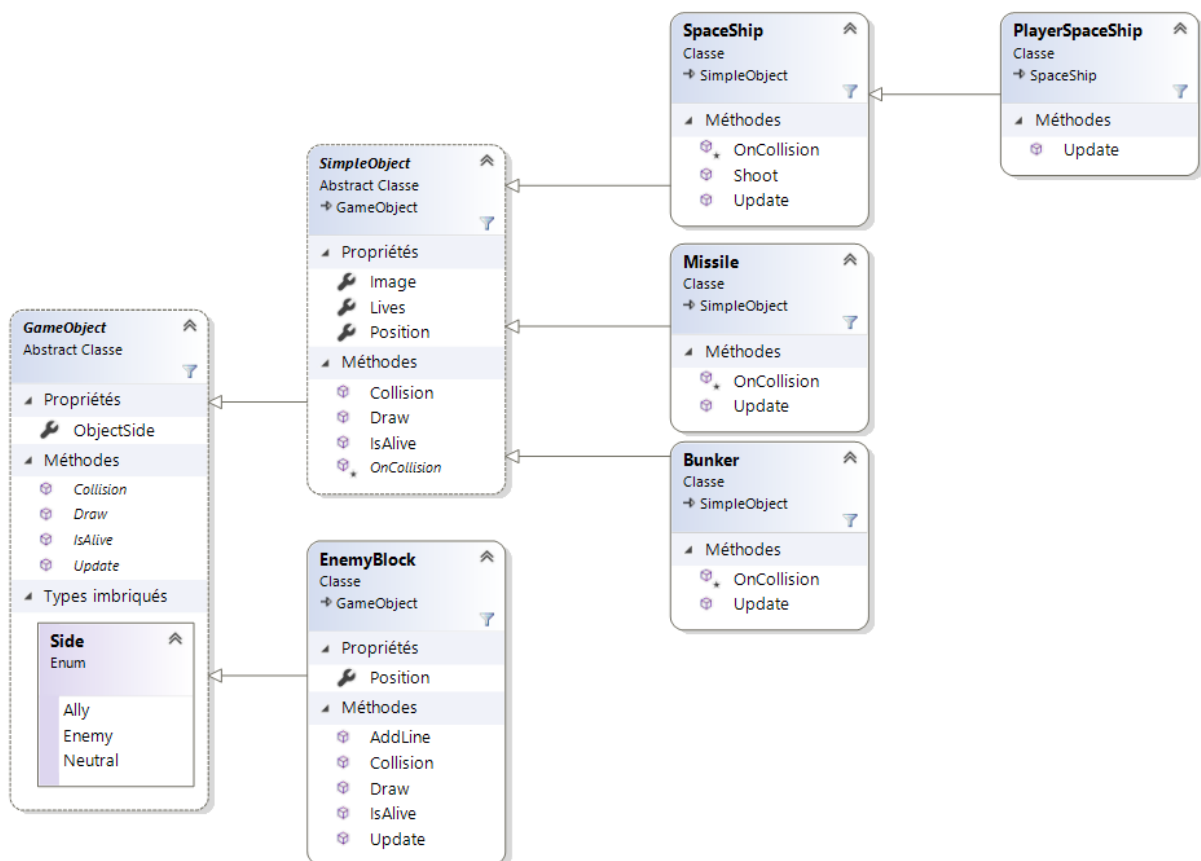 GameObject
Abstract Classe
Propriétés
ObjectSide
Méthodes
Collision
Draw
IsAlive
Update
Types imbriqués
Side
Enum
Ally
Enemy
Neutral
SimpleObject
Abstract Classe
GameObject
Propriétés
Image
Lives
Position
Méthodes
Collision
Draw
IsAlive
OnCollision
EnemyBlock
Classe
GameObject
Propriétés
Position
Méthodes
AddLine
Collision
Draw
IsAlive
Update
SpaceShip
Classe
SimpleObject
Méthodes
OnCollision
Shoot
Update
Missile
Classe
SimpleObject
Méthodes
OnCollision
Update
Bunker
Classe
SimpleObject
Méthodes
OnCollision
Update
PlayerSpaceShip
Classe
SpaceShip
Méthodes
Update